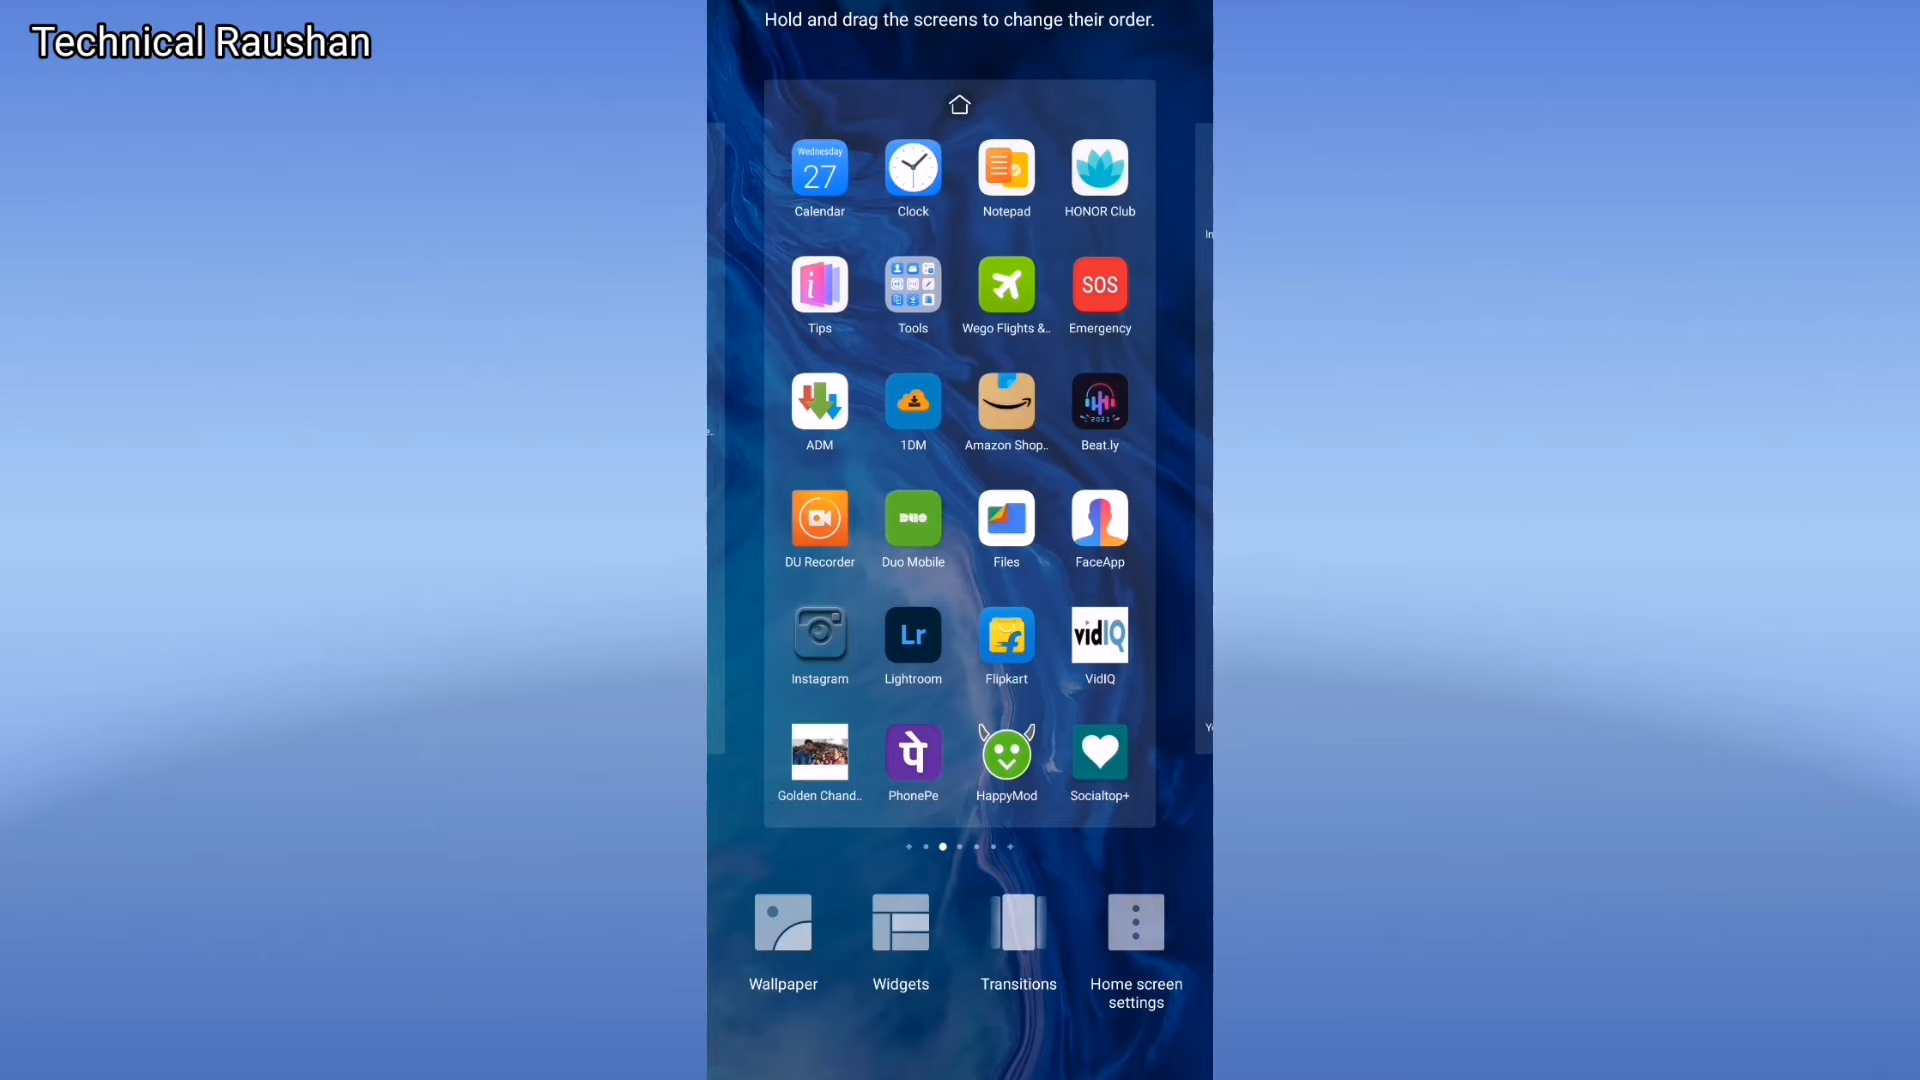 Technical Raushan
Hold and drag the screens to change their order.
Wednesday
27
Calendar
Clock
Notepad
HONOR Club
i
Tips
Tools
Wego Flights &..
SOS
Emergency
ADM
1DM
Amazon Shop..
2021
Beat.ly
DU Recorder
DUO
Duo Mobile
Files
FaceApp
Instagram
Lr
Lightroom
f
Flipkart
vidIQ
VidIQ
Golden Chand..
पे
PhonePe
HappyMod
Socialtop+
Wallpaper
Widgets
Transitions
Home screen
settings